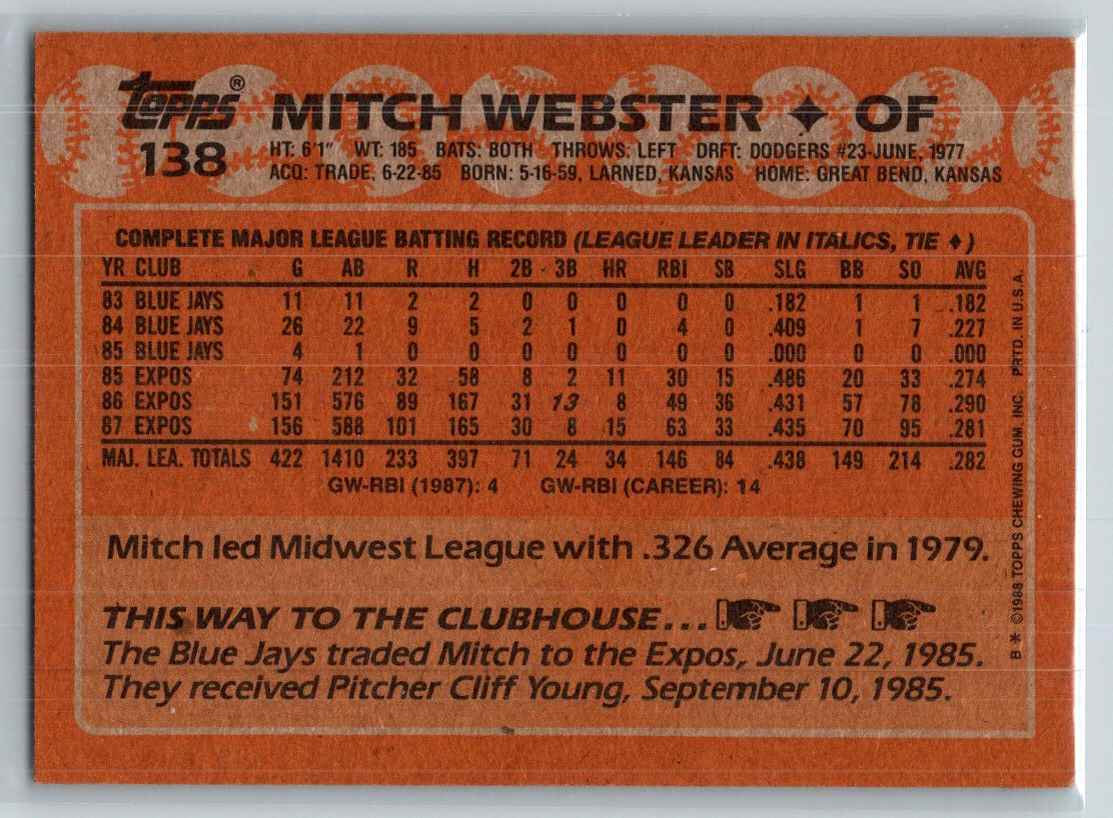 Topps® MITCH WEBSTER ♦ OF
138 HT: 6'1" WT: 185 BATS: BOTH THROWS: LEFT DRFT: DODGERS #23-JUNE, 1977
ACQ: TRADE, 6-22-85 BORN: 5-16-59, LARNED, KANSAS HOME: GREAT BEND, KANSAS
COMPLETE MAJOR LEAGUE BATTING RECORD (LEAGUE LEADER IN ITALICS, TIE ♦)
YR CLUB G AB R H 2B 3B HR RBI SB SLG BB SO AVG
83 BLUE JAYS 11 11 2 2 0 0 0 0 0 .182 1 1 .182
84 BLUE JAYS 26 22 9 5 2 1 0 4 0 .409 1 7 .227
85 BLUE JAYS 4 1 0 0 0 0 0 0 0 .000 0 0 .000
85 EXPOS 74 212 32 58 8 2 11 30 15 .486 20 33 .274
86 EXPOS 151 576 89 167 31 13 8 49 36 .431 57 78 .290
87 EXPOS 156 588 101 165 30 8 15 63 33 .435 70 95 .281
MAJ. LEA. TOTALS 422 1410 233 397 71 24 34 146 84 .438 149 214 .282
GW-RBI (1987): 4 GW-RBI (CAREER): 14
Mitch led Midwest League with .326 Average in 1979.
THIS WAY TO THE CLUBHOUSE...
The Blue Jays traded Mitch to the Expos, June 22, 1985.
They received Pitcher Cliff Young, September 10, 1985.
B * ©1988 TOPPS CHEWING GUM INC. PRTD. IN U.S.A.